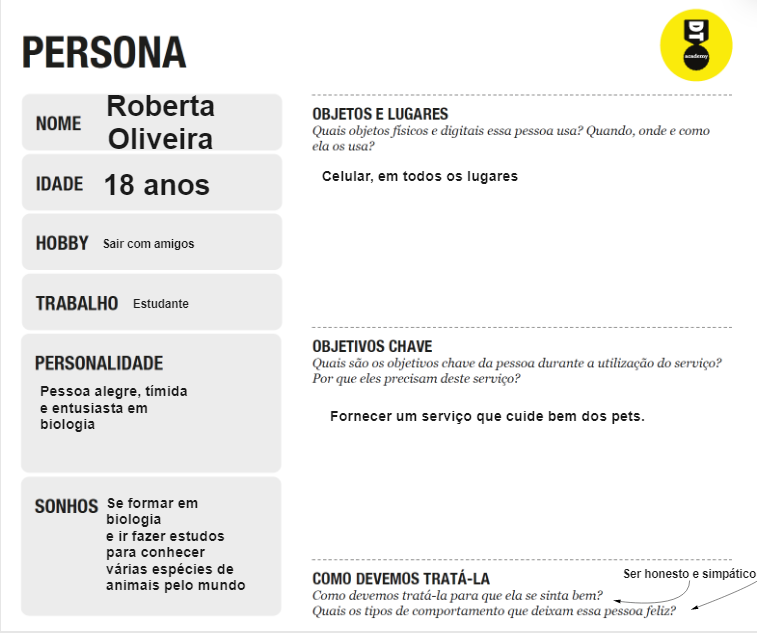 PERSONA
DT
academy
NOME
Roberta
Oliveira
IDADE
18 anos
HOBBY
Sair com amigos
TRABALHO
Estudante
PERSONALIDADE
Pessoa alegre, tímida
e entusiasta em
biologia
SONHOS
Se formar em
biologia
e ir fazer estudos
para conhecer
várias espécies de
animais pelo mundo
OBJETOS E LUGARES
Quais objetos físicos e digitais essa pessoa usa? Quando, onde e como
ela os usa?
Celular, em todos os lugares
OBJETIVOS CHAVE
Quais são os objetivos chave da pessoa durante a utilização do serviço?
Por que eles precisam deste serviço?
Fornecer um serviço que cuide bem dos pets.
COMO DEVEMOS TRATÁ-LA
Ser honesto e simpático
Como devemos tratá-la para que ela se sinta bem?
Quais os tipos de comportamento que deixam essa pessoa feliz?